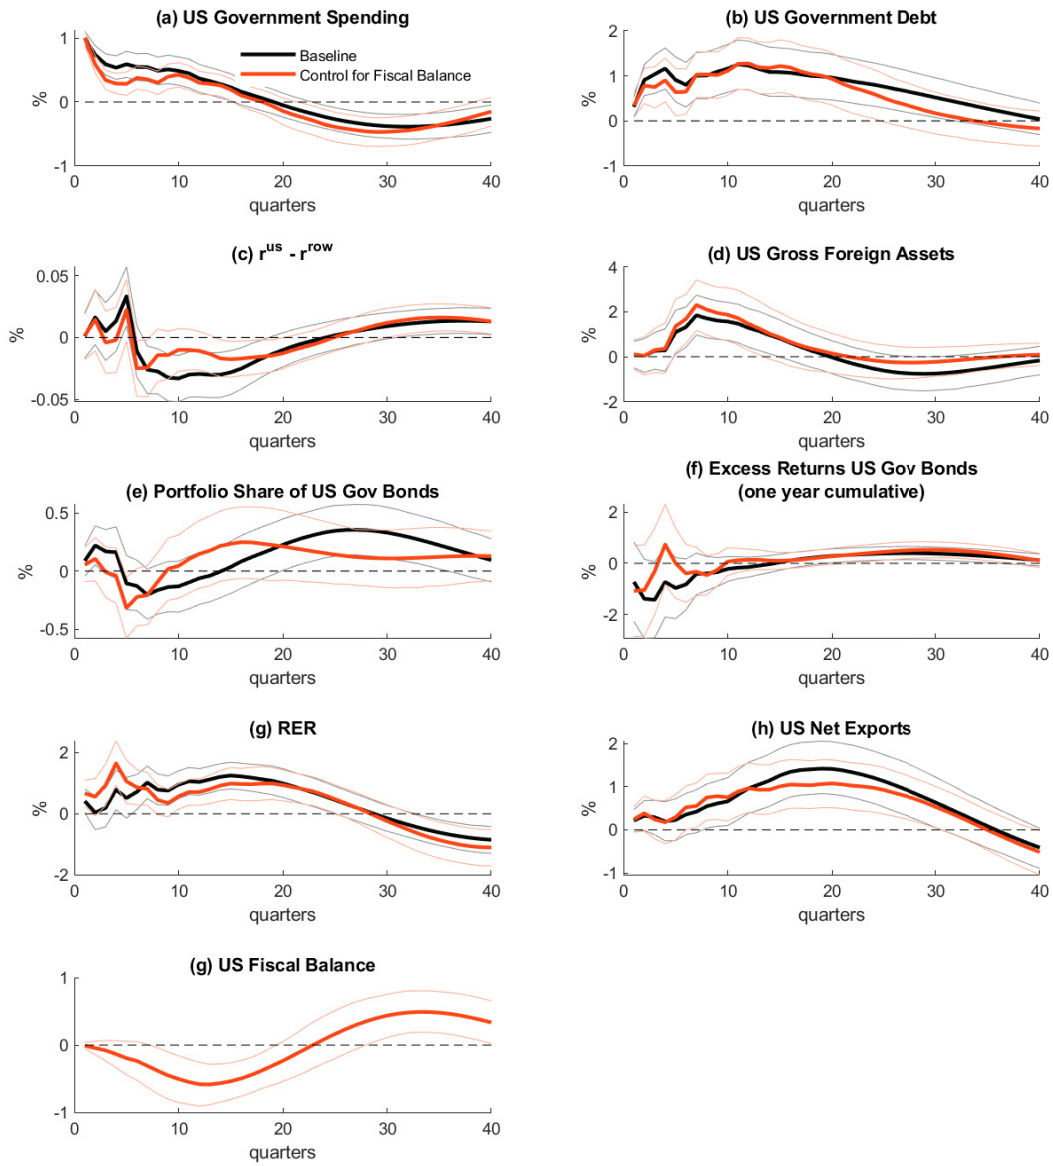 (a) US Government Spending
1
0
-1
%
Baseline
Control for Fiscal Balance
0 10 20 30 40
quarters
(b) US Government Debt
2
1
0
-1
%
0 10 20 30 40
quarters
(c) r^us - r^row
0.05
0
-0.05
%
0 10 20 30 40
quarters
(d) US Gross Foreign Assets
4
2
0
-2
%
0 10 20 30 40
quarters
(e) Portfolio Share of US Gov Bonds
0.5
0
-0.5
%
0 10 20 30 40
quarters
(f) Excess Returns US Gov Bonds
(one year cumulative)
2
0
-2
%
0 10 20 30 40
quarters
(g) RER
2
0
-2
%
0 10 20 30 40
quarters
(h) US Net Exports
2
1
0
-1
%
0 10 20 30 40
quarters
(g) US Fiscal Balance
1
0
-1
%
0 10 20 30 40
quarters